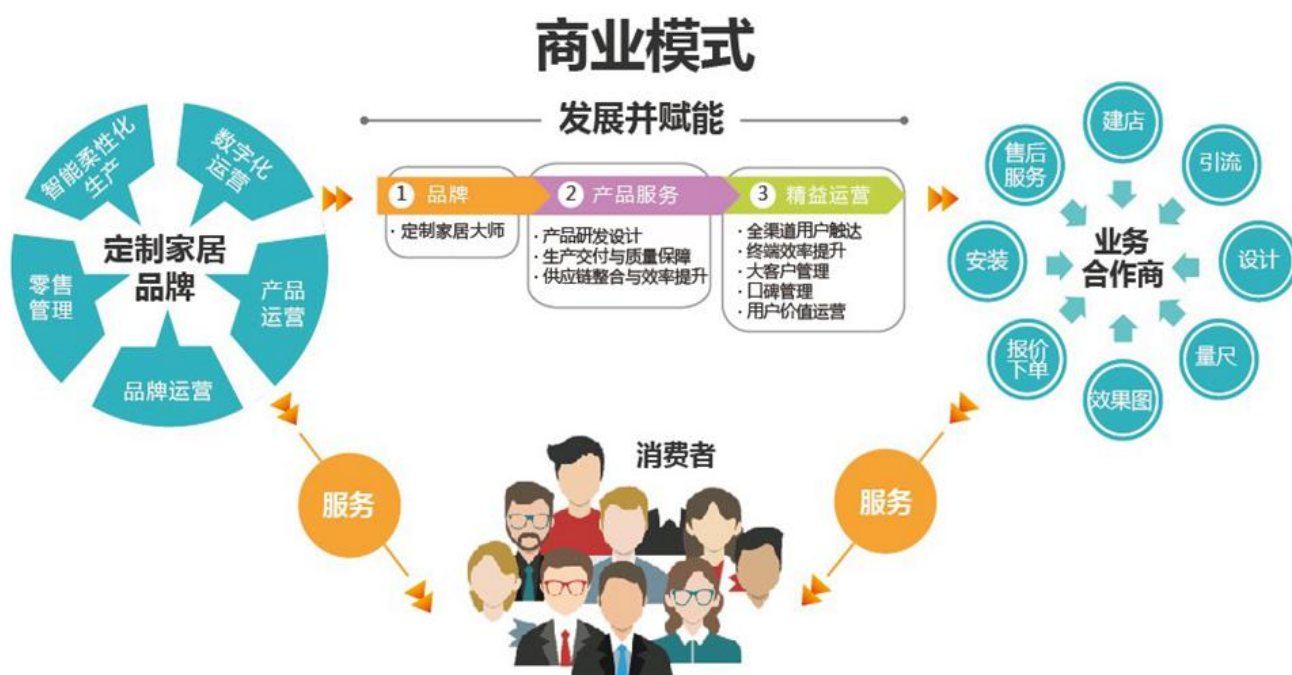 商业模式
发展并赋能
智能柔性化
生产
数字化
运营
定制家居
品牌
零售
管理
产品
运营
品牌运营
1 品牌
· 定制家居大师
2 产品服务
· 产品研发设计
· 生产交付与质量保障
· 供应链整合与效率提升
3 精益运营
· 全渠道用户触达
· 终端效率提升
· 大客户管理
· 口碑管理
· 用户价值运营
建店
引流
售后
服务
业务
合作商
安装
设计
报价
下单
量尺
效果图
消费者
服务
服务